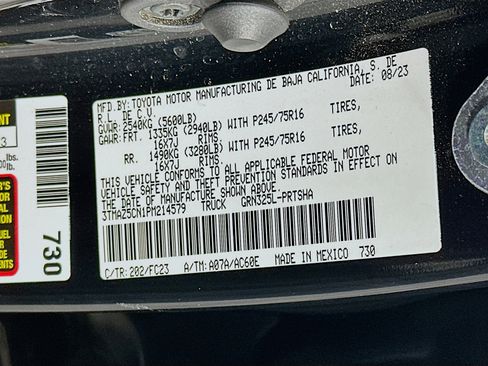 MFD.BY: TOYOTA MOTOR MANUFACTURING DE BAJA CALIFORNIA, S. DE
R.L. DE C.V. DATE: 08/23
GVWR: 2540KG (5600LB)
GAWR: FRT. 1335KG (2940LB) WITH P245/75R16 TIRES,
16X7J RIMS.
RR. 1490KG (3280LB) WITH P245/75R16 TIRES,
16X7J RIMS.
THIS VEHICLE CONFORMS TO ALL APPLICABLE FEDERAL MOTOR
VEHICLE SAFETY AND THEFT PREVENTION STANDARDS IN EFFECT ON
THE DATE OF MANUFACTURE SHOWN ABOVE.
3TMAZ5CN1PM214579 TRUCK GRN325L-PRTSHA
C/TR: 202/FC23 A/TM: A07A/AC60E MADE IN MEXICO 730
730
lbs.